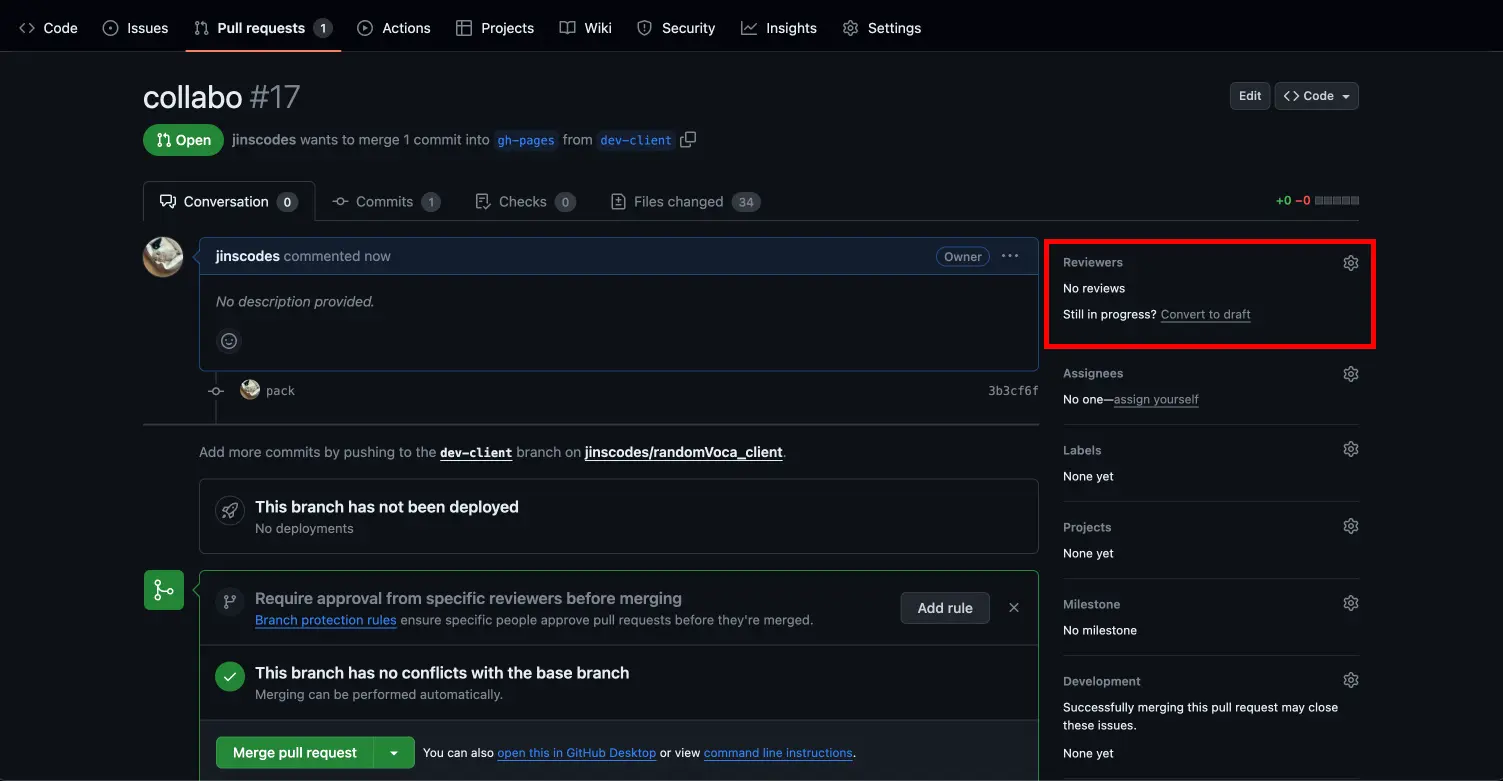 Code Issues Pull requests 1 Actions Projects Wiki Security Insights Settings
collabo #17
Edit <> Code
Open jinscodes wants to merge 1 commit into gh-pages from dev-client
Conversation 0 Commits 1 Checks 0 Files changed 34
+0 −0
jinscodes commented now
Owner ···
No description provided.
pack 3b3cf6f
Add more commits by pushing to the dev-client branch on jinscodes/randomVoca_client.
This branch has not been deployed
No deployments
Require approval from specific reviewers before merging
Branch protection rules ensure specific people approve pull requests before they're merged.
Add rule
This branch has no conflicts with the base branch
Merging can be performed automatically.
Merge pull request
You can also open this in GitHub Desktop or view command line instructions.
Reviewers
No reviews
Still in progress? Convert to draft
Assignees
No one—assign yourself
Labels
None yet
Projects
None yet
Milestone
No milestone
Development
Successfully merging this pull request may close
these issues.
None yet